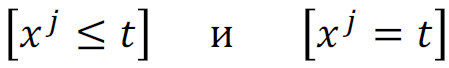 [x^j ≤ t] и [x^j = t]